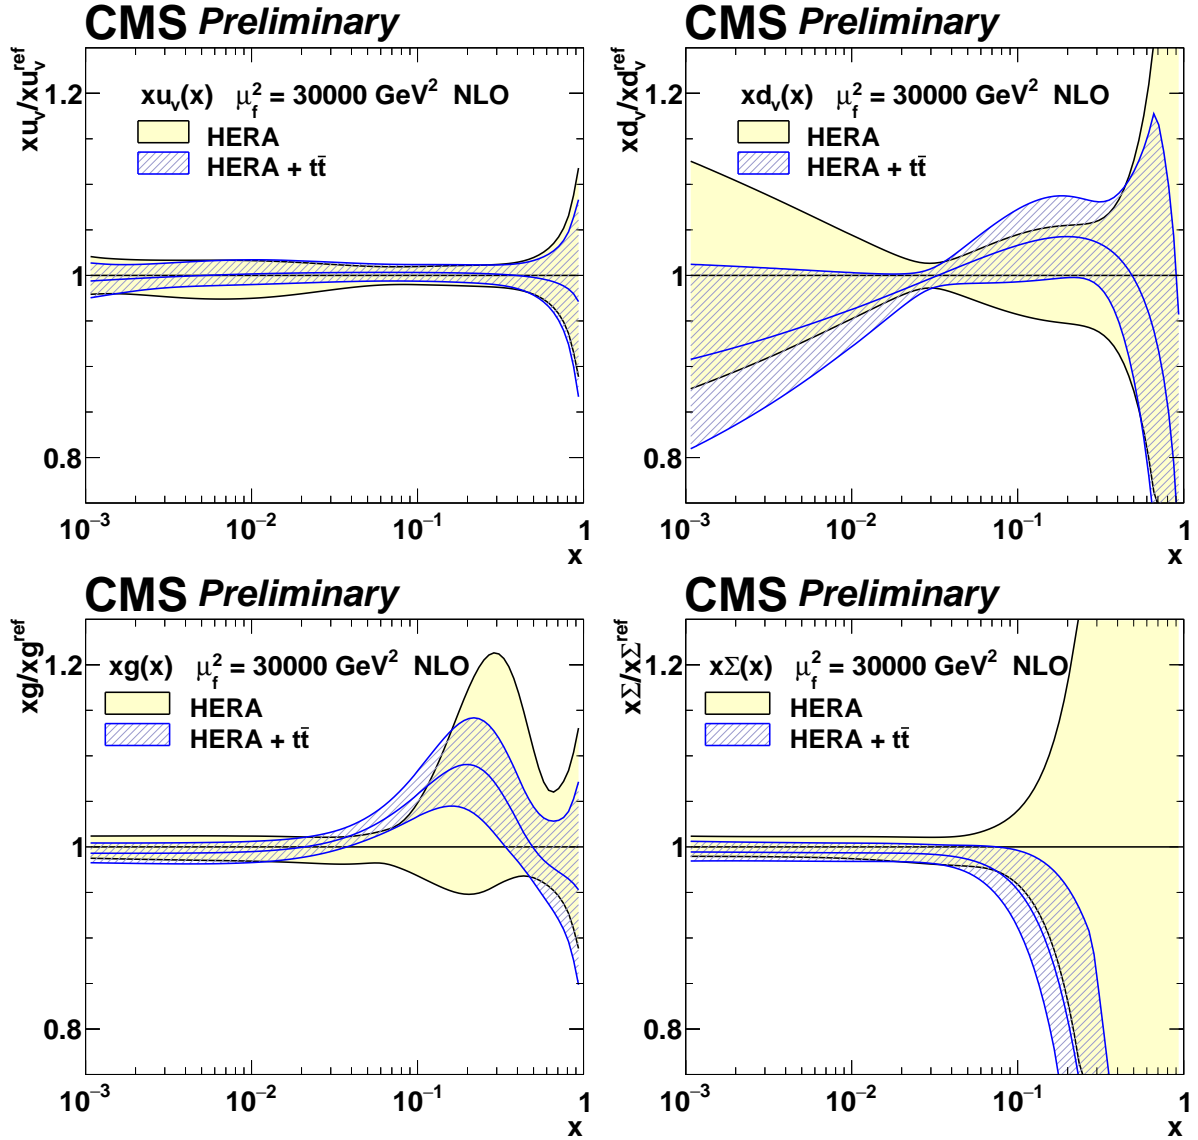 CMS Preliminary
xu_v/xu_v^ref
xu_v(x) μ_f^2 = 30000 GeV^2 NLO
HERA
HERA + tt̄
1.2
1
0.8
10^−3 10^−2 10^−1 1
x
CMS Preliminary
xd_v/xd_v^ref
xd_v(x) μ_f^2 = 30000 GeV^2 NLO
HERA
HERA + tt̄
1.2
1
0.8
10^−3 10^−2 10^−1 1
x
CMS Preliminary
xg/xg^ref
xg(x) μ_f^2 = 30000 GeV^2 NLO
HERA
HERA + tt̄
1.2
1
0.8
10^−3 10^−2 10^−1 1
x
CMS Preliminary
xΣ/xΣ^ref
xΣ(x) μ_f^2 = 30000 GeV^2 NLO
HERA
HERA + tt̄
1.2
1
0.8
10^−3 10^−2 10^−1 1
x